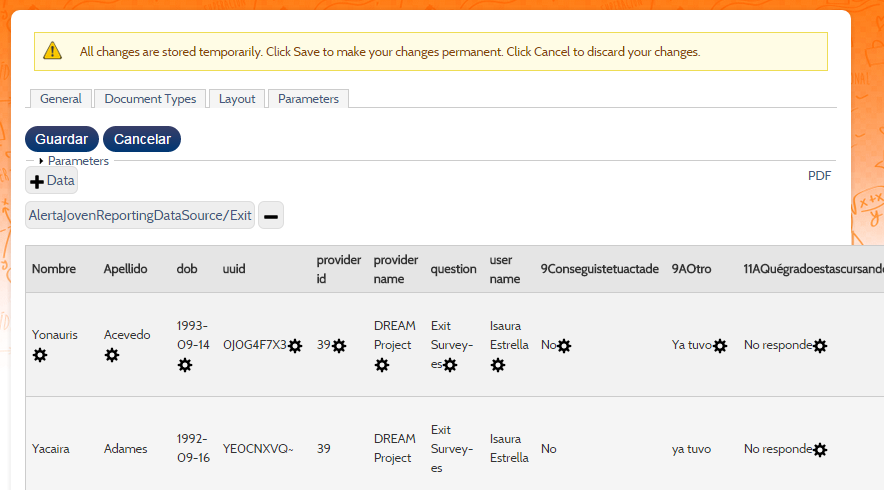 All changes are stored temporarily. Click Save to make your changes permanent. Click Cancel to discard your changes.
General Document Types Layout Parameters
Guardar Cancelar
Parameters
Data
PDF
AlertaJovenReportingDataSource/Exit
Nombre Apellido dob uuid provider id provider name question user name 9Conseguistetuactade 9AOtro 11AQuégradoestascursando
Yonauris Acevedo 1993-09-14 0J0G4F7X3 39 DREAM Project Exit Survey-es Isaura Estrella No Ya tuvo No responde
Yacaira Adames 1992-09-16 YE0CNXVQ~ 39 DREAM Project Exit Survey-es Isaura Estrella No ya tuvo No responde